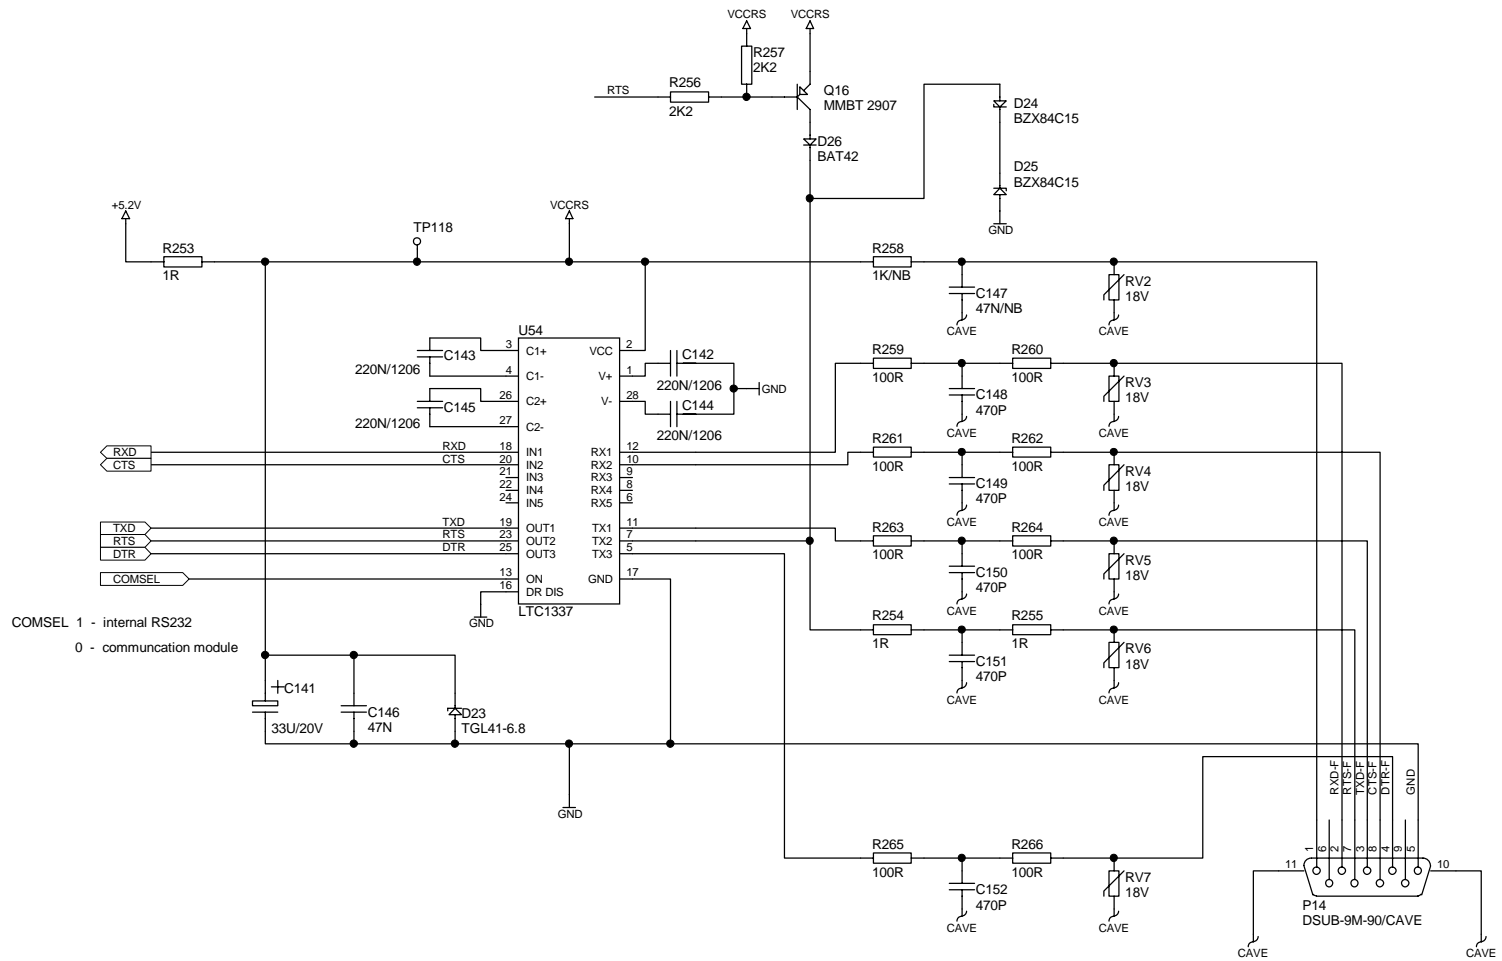 VCCRS
VCCRS
R257
2K2
RTS
R256
2K2
Q16
MMBT 2907
D24
BZX84C15
D26
BAT42
D25
BZX84C15
GND
+5,2V
R253
1R
TP118
VCCRS
R258
1K/NB
C147
47N/NB
CAVE
RV2
18V
CAVE
U54
3 C1+
4 C1-
26 C2+
27 C2-
18 IN1
20 IN2
21 IN3
22 IN4
24 IN5
19 OUT1
23 OUT2
25 OUT3
13 ON
16 DR DIS
VCC 2
V+ 1
V- 28
RX1 12
RX2 10
RX3 9
RX4 8
RX5 6
TX1 11
TX2 7
TX3 5
GND 17
LTC1337
C143
220N/1206
C145
220N/1206
C142
220N/1206
C144
220N/1206
GND
RXD RXD
CTS CTS
TXD TXD
RTS RTS
DTR DTR
COMSEL
GND
R259
100R
R260
100R
C148
470P
CAVE
RV3
18V
CAVE
R261
100R
R262
100R
C149
470P
CAVE
RV4
18V
CAVE
R263
100R
R264
100R
C150
470P
CAVE
RV5
18V
CAVE
R254
1R
R255
1R
C151
470P
CAVE
RV6
18V
CAVE
COMSEL 1 - internal RS232
0 - communcation module
+C141
33U/20V
C146
47N
D23
TGL41-6.8
GND
R265
100R
R266
100R
C152
470P
CAVE
RV7
18V
CAVE
RXD-F
RTS-F
TXD-F
CTS-F
DTR-F
GND
1 6 2 7 3 8 4 9 5
11
10
P14
DSUB-9M-90/CAVE
CAVE
CAVE